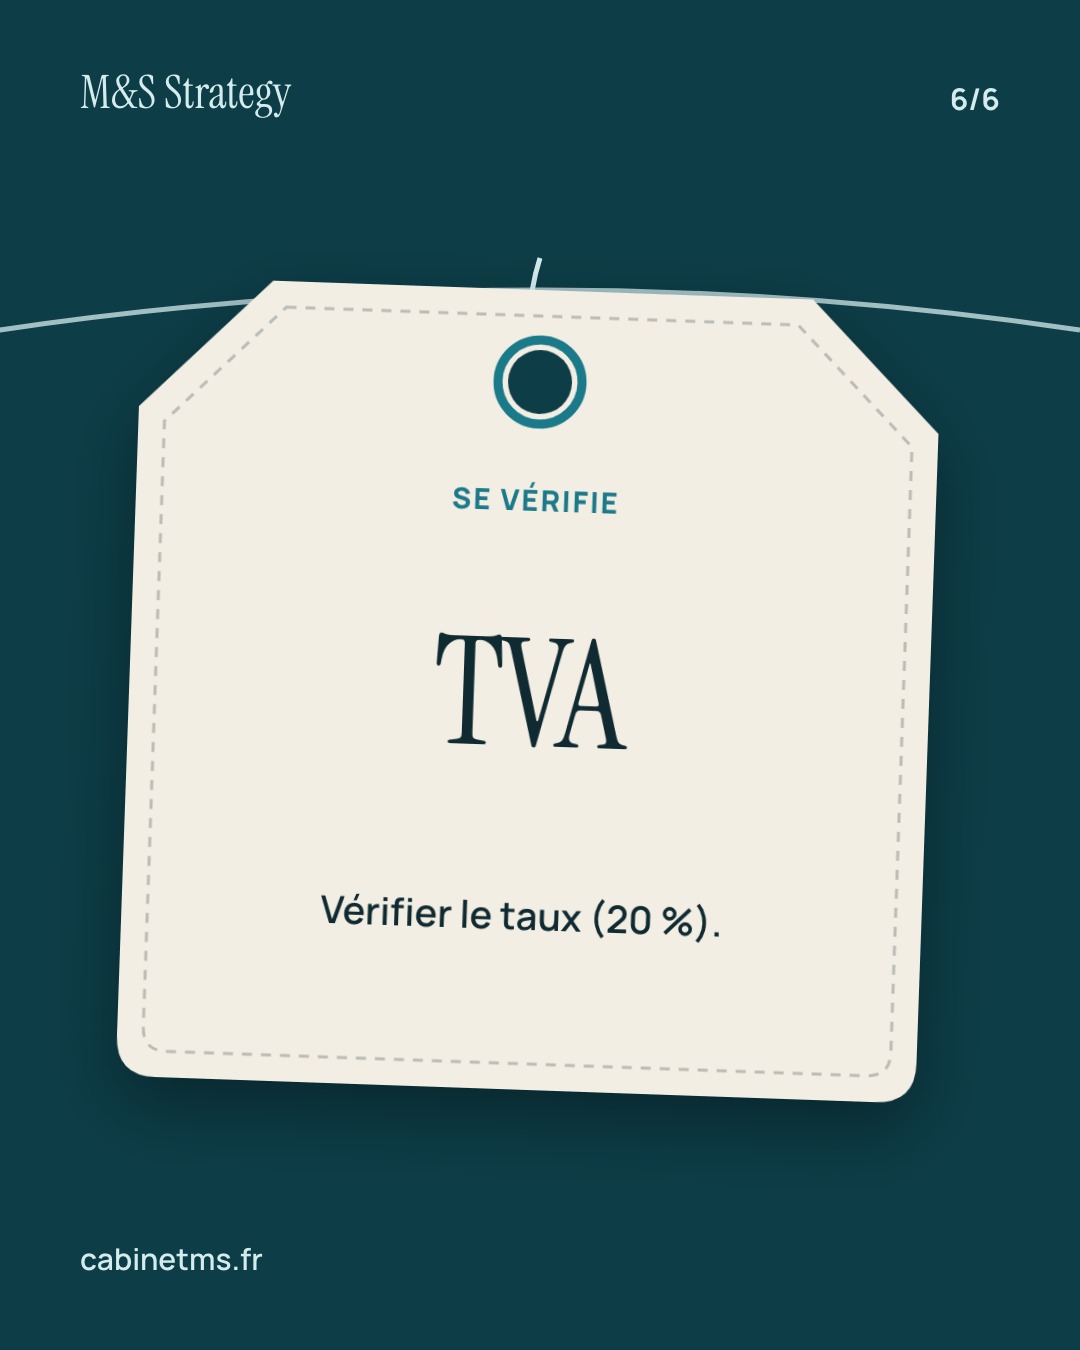 M&S Strategy
6/6
SE VÉRIFIE
TVA
Vérifier le taux (20 %).
cabinetms.fr